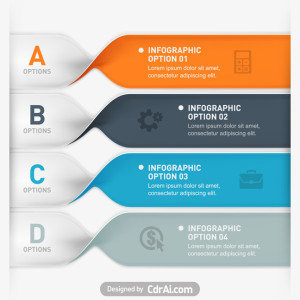 A
OPTIONS
INFOGRAPHIC
OPTION 01
Lorem ipsum dolor sit amet,
consectetur adipiscing elit.
B
OPTIONS
INFOGRAPHIC OPTION 02
Lorem ipsum dolor sit amet,
consectetur adipiscing elit.
C
OPTIONS
INFOGRAPHIC
OPTION 03
Lorem ipsum dolor sit amet,
consectetur adipiscing elit.
D
OPTIONS
INFOGRAPHIC
OPTION 04
Lorem ipsum dolor sit amet,
consectetur adipiscing elit.
$
Designed by CdrAi.com